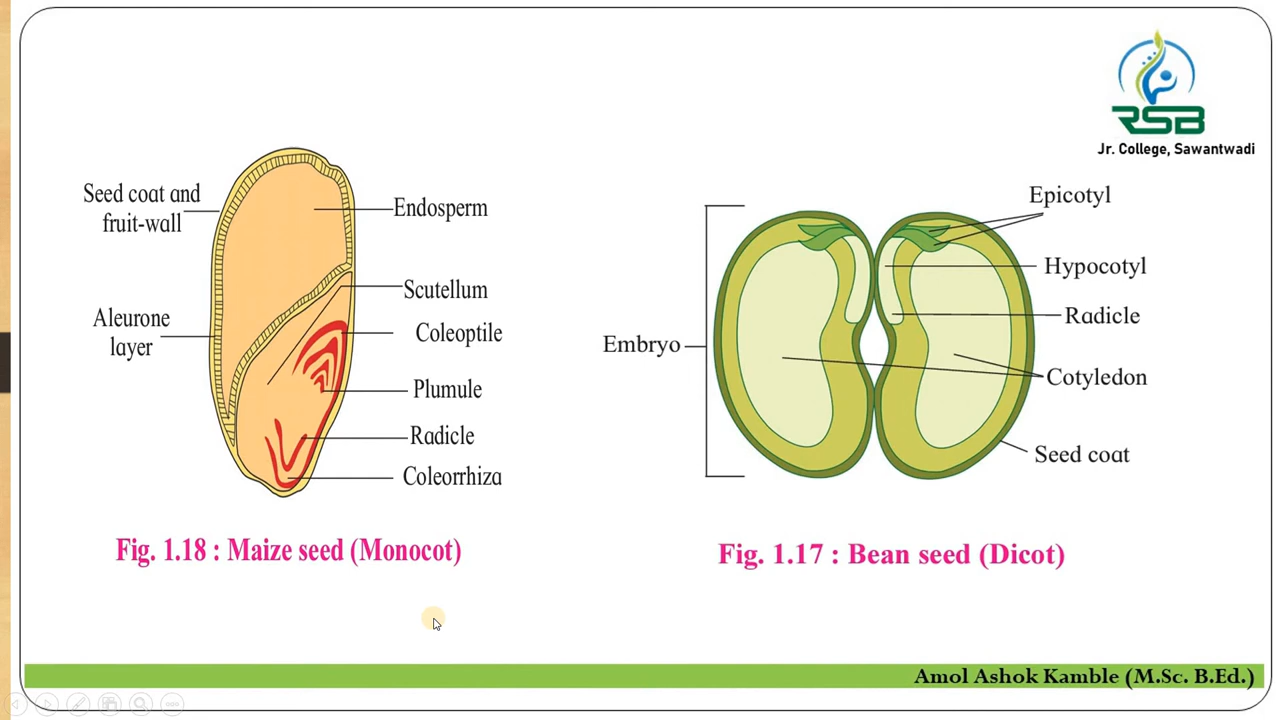 RSB
Jr. College, Sawantwadi
Seed coat and
fruit-wall
Aleurone
layer
Endosperm
Scutellum
Coleoptile
Plumule
Radicle
Coleorrhiza
Fig. 1.18 : Maize seed (Monocot)
Embryo
Epicotyl
Hypocotyl
Radicle
Cotyledon
Seed coat
Fig. 1.17 : Bean seed (Dicot)
Amol Ashok Kamble (M.Sc. B.Ed.)